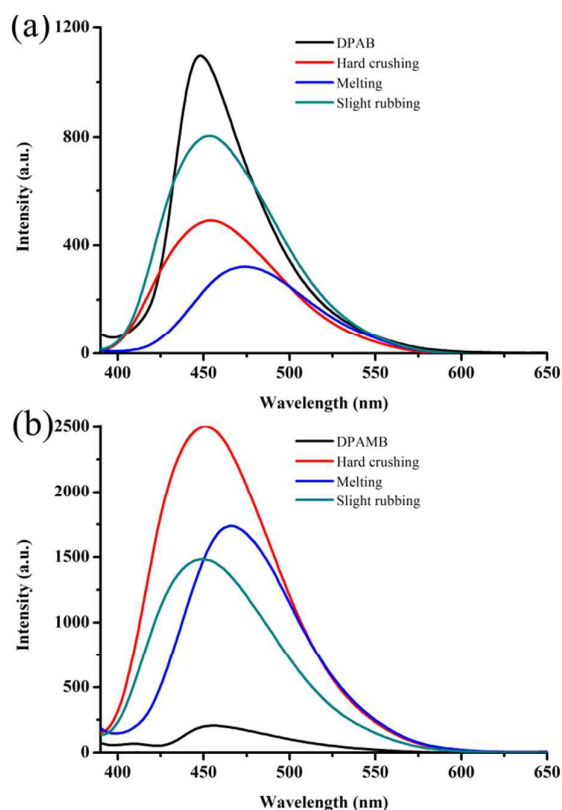 (a)
1200
800
400
0
Intensity (a.u.)
DPAB
Hard crushing
Melting
Slight rubbing
400 450 500 550 600 650
Wavelength (nm)
(b)
2500
2000
1500
1000
500
0
Intensity (a.u.)
DPAMB
Hard crushing
Melting
Slight rubbing
400 450 500 550 600 650
Wavelength (nm)